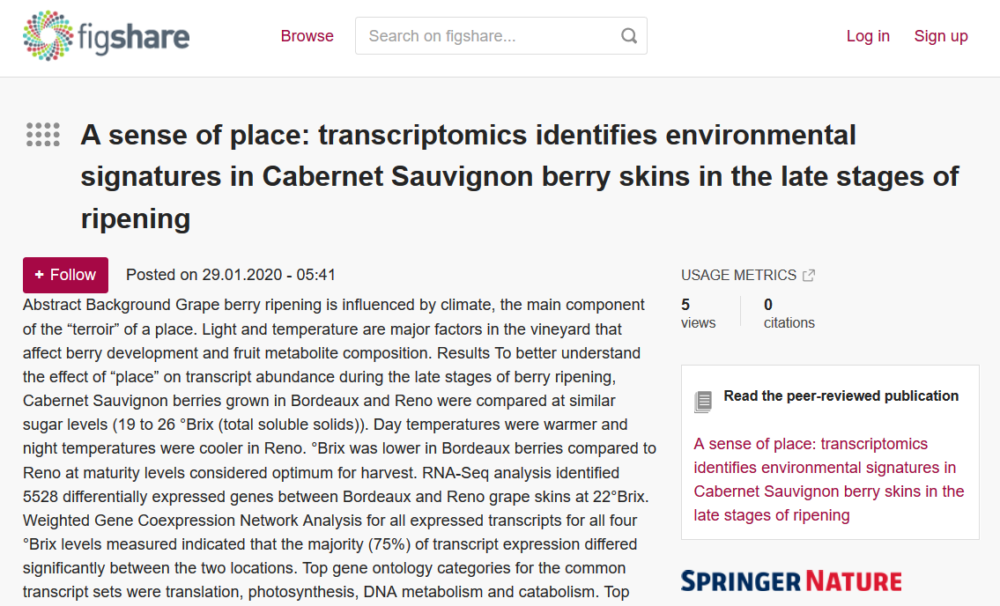 figshare
Browse
Search on figshare...
Log in
Sign up
A sense of place: transcriptomics identifies environmental
signatures in Cabernet Sauvignon berry skins in the late stages of
ripening
+ Follow
Posted on 29.01.2020 - 05:41
Abstract Background Grape berry ripening is influenced by climate, the main component
of the “terroir” of a place. Light and temperature are major factors in the vineyard that
affect berry development and fruit metabolite composition. Results To better understand
the effect of “place” on transcript abundance during the late stages of berry ripening,
Cabernet Sauvignon berries grown in Bordeaux and Reno were compared at similar
sugar levels (19 to 26 °Brix (total soluble solids)). Day temperatures were warmer and
night temperatures were cooler in Reno. °Brix was lower in Bordeaux berries compared to
Reno at maturity levels considered optimum for harvest. RNA-Seq analysis identified
5528 differentially expressed genes between Bordeaux and Reno grape skins at 22°Brix.
Weighted Gene Coexpression Network Analysis for all expressed transcripts for all four
°Brix levels measured indicated that the majority (75%) of transcript expression differed
significantly between the two locations. Top gene ontology categories for the common
transcript sets were translation, photosynthesis, DNA metabolism and catabolism. Top
USAGE METRICS
5
views
0
citations
Read the peer-reviewed publication
A sense of place: transcriptomics
identifies environmental signatures in
Cabernet Sauvignon berry skins in the
late stages of ripening
SPRINGER NATURE